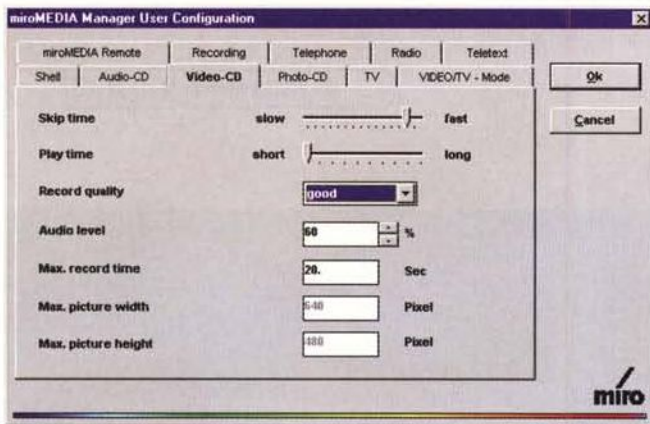 miroMEDIA Manager User Configuration
miroMEDIA Remote Recording Telephone Radio Teletext
Shell Audio-CD Video-CD Photo-CD TV VIDEO/TV - Mode
Ok
Cancel
Skip time slow fast
Play time short long
Record quality good
Audio level 60 %
Max. record time 20. Sec
Max. picture width 640 Pixel
Max. picture height 480 Pixel
miro